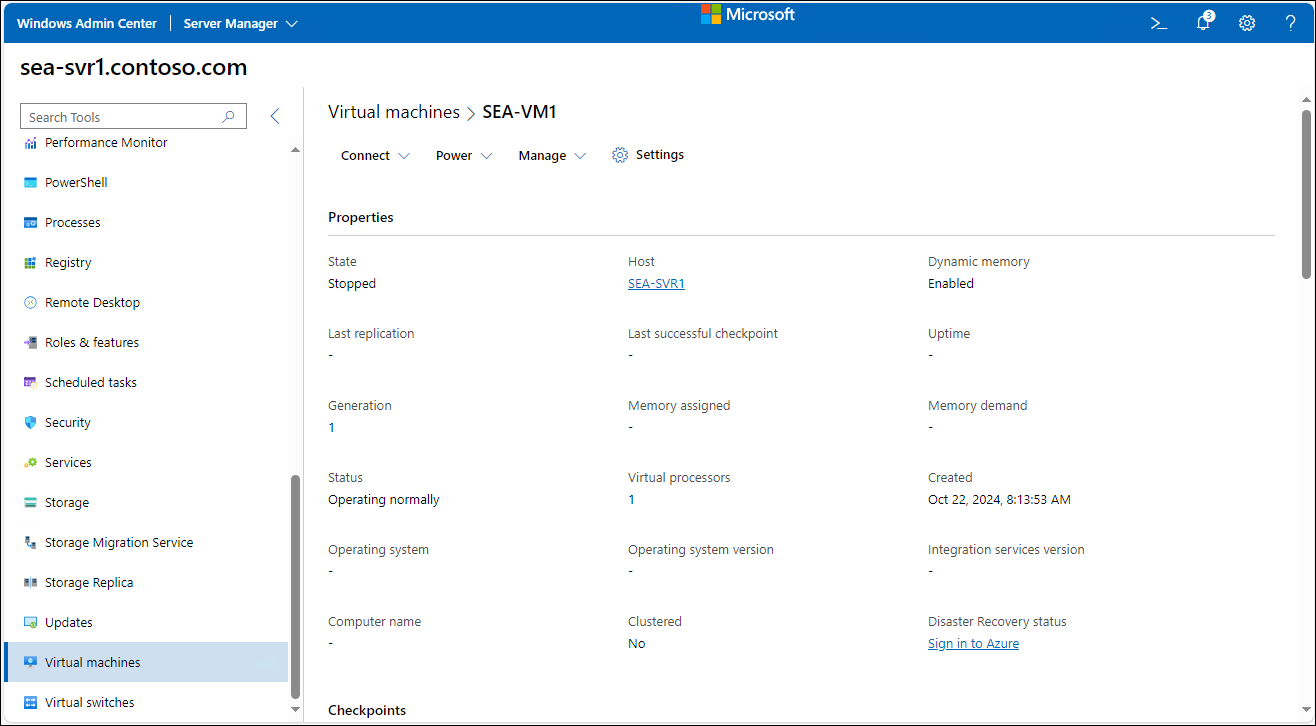 Windows Admin Center | Server Manager
Microsoft
3
?
sea-svr1.contoso.com
Search Tools
Performance Monitor
PowerShell
Processes
Registry
Remote Desktop
Roles & features
Scheduled tasks
Security
Services
Storage
Storage Migration Service
Storage Replica
Updates
Virtual machines
Virtual switches
Virtual machines > SEA-VM1
Connect Power Manage Settings
Properties
State Host Dynamic memory
Stopped SEA-SVR1 Enabled
Last replication Last successful checkpoint Uptime
- - -
Generation Memory assigned Memory demand
1 - -
Status Virtual processors Created
Operating normally 1 Oct 22, 2024, 8:13:53 AM
Operating system Operating system version Integration services version
- - -
Computer name Clustered Disaster Recovery status
- No Sign in to Azure
Checkpoints